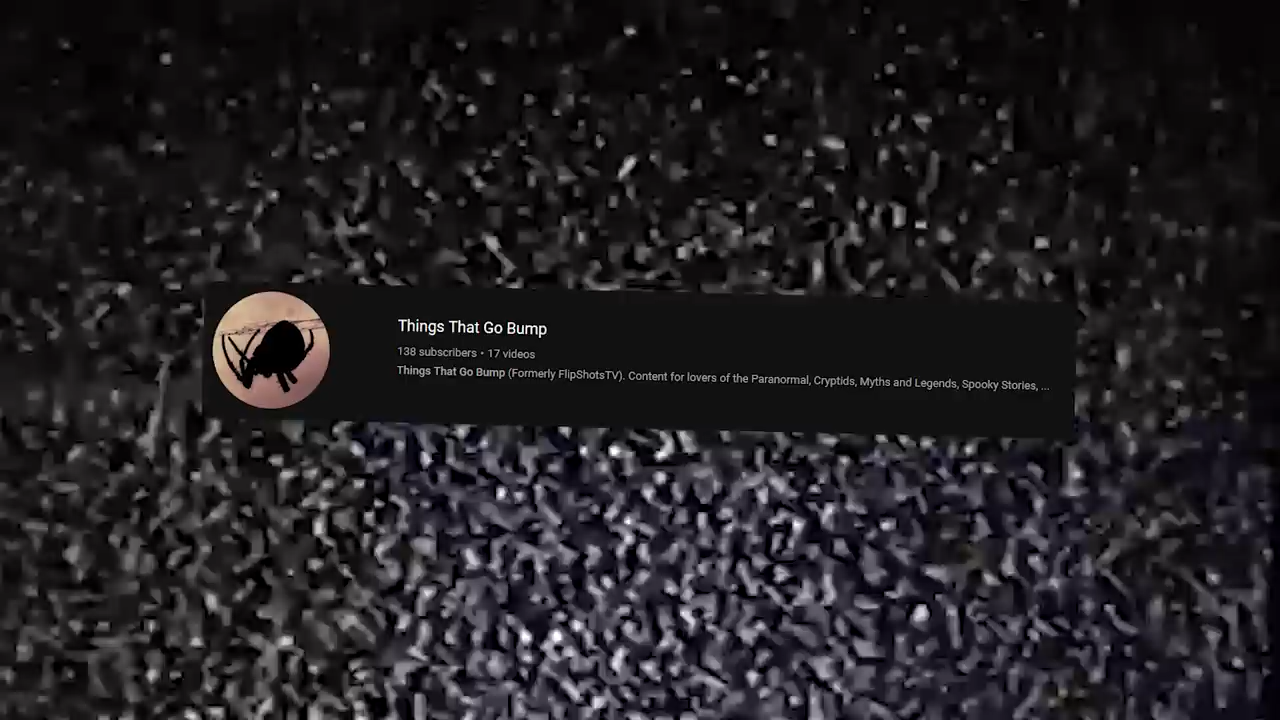 Things That Go Bump
138 subscribers • 17 videos
Things That Go Bump (Formerly FlipShotsTV). Content for lovers of the Paranormal, Cryptids, Myths and Legends, Spooky Stories, ...